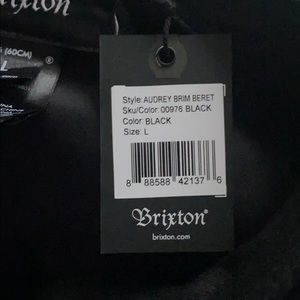 Brixton
(60CM)
L
®
Style: AUDREY BRIM BERET
Sku/Color: 00976 BLACK
Color: BLACK
Size: L
8 88588 42137 6
Brixton®
brixton.com